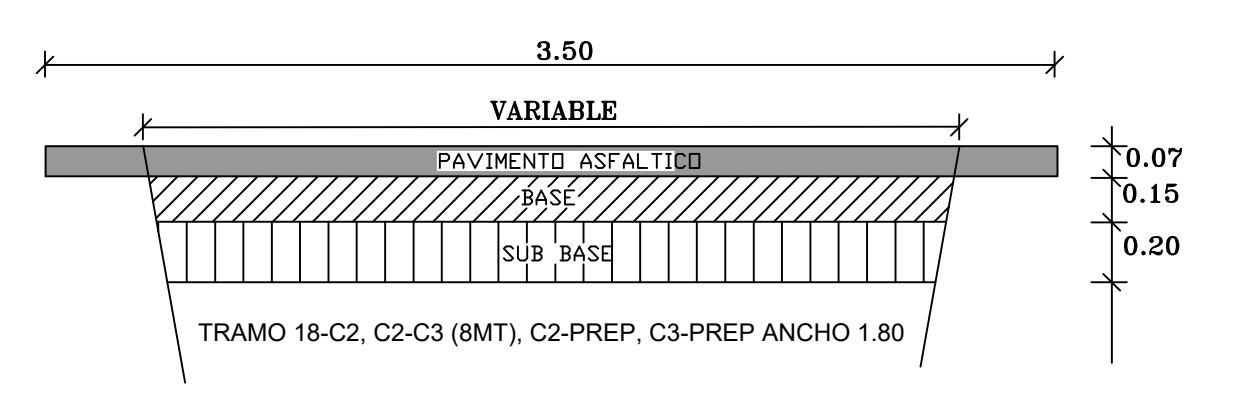 3.50
VARIABLE
PAVIMENTO ASFALTICO
0.07
BASE
0.15
SUB BASE
0.20
TRAMO 18-C2, C2-C3 (8MT), C2-PREP, C3-PREP ANCHO 1.80